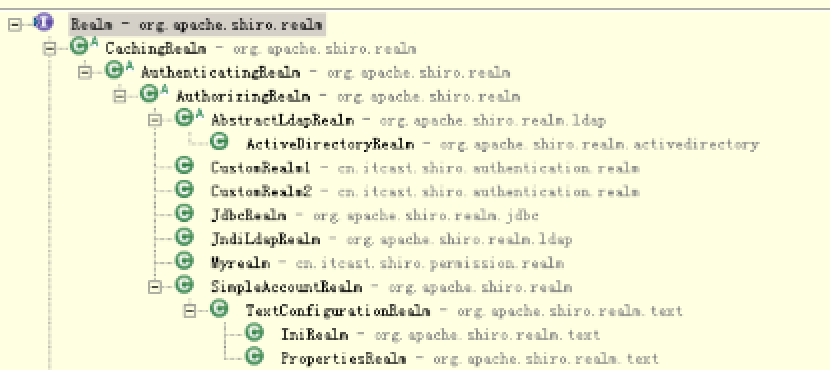 Realm - org.apache.shiro.realm
CachingRealm - org.apache.shiro.realm
AuthenticatingRealm - org.apache.shiro.realm
AuthorizingRealm - org.apache.shiro.realm
AbstractLdapRealm - org.apache.shiro.realm.ldap
ActiveDirectoryRealm - org.apache.shiro.realm.activedirectory
CustomRealm1 - cn.itcast.shiro.authentication.realm
CustomRealm2 - cn.itcast.shiro.authentication.realm
JdbcRealm - org.apache.shiro.realm.jdbc
JndiLdapRealm - org.apache.shiro.realm.ldap
Myrealm - cn.itcast.shiro.permission.realm
SimpleAccountRealm - org.apache.shiro.realm
TextConfigurationRealm - org.apache.shiro.realm.text
IniRealm - org.apache.shiro.realm.text
PropertiesRealm - org.apache.shiro.realm.text